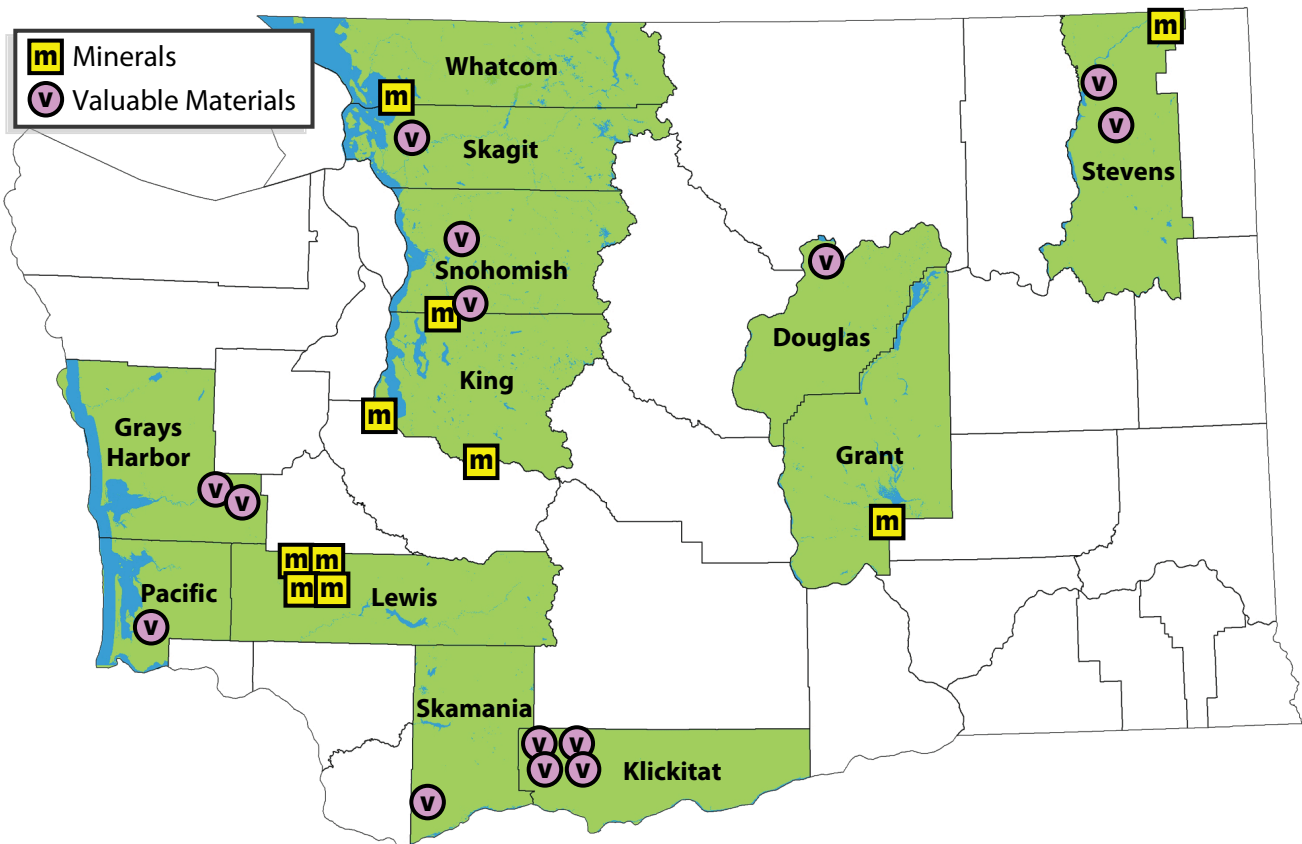 m Minerals
v Valuable Materials
m
Whatcom
m
v
Skagit
v
v
Stevens
v
Snohomish
v
m
v
Douglas
King
m
Grays
Harbor
m
Grant
v
v
m
m m
m m
Lewis
Pacific
v
Skamania
v v
v v
Klickitat
v